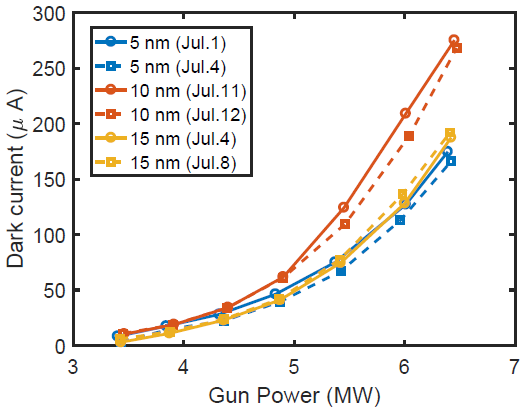 300
250
200
150
100
50
0
Dark current (μ A)
5 nm (Jul.1)
5 nm (Jul.4)
10 nm (Jul.11)
10 nm (Jul.12)
15 nm (Jul.4)
15 nm (Jul.8)
3 4 5 6 7
Gun Power (MW)